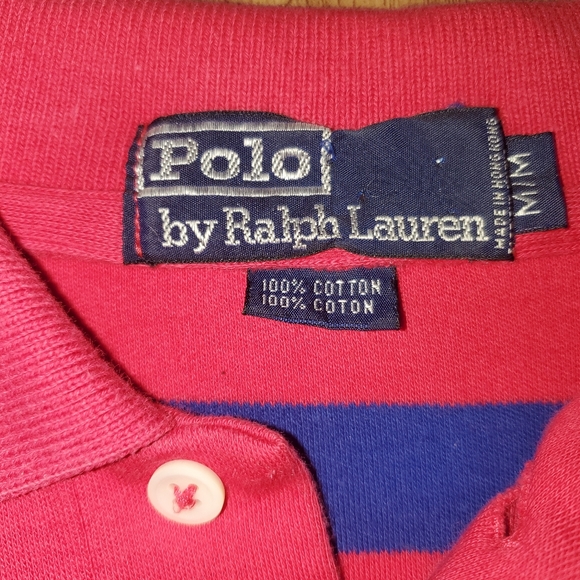 Polo
by Ralph Lauren
MADE IN HONG KONG
M/M
100% COTTON
100% COTON